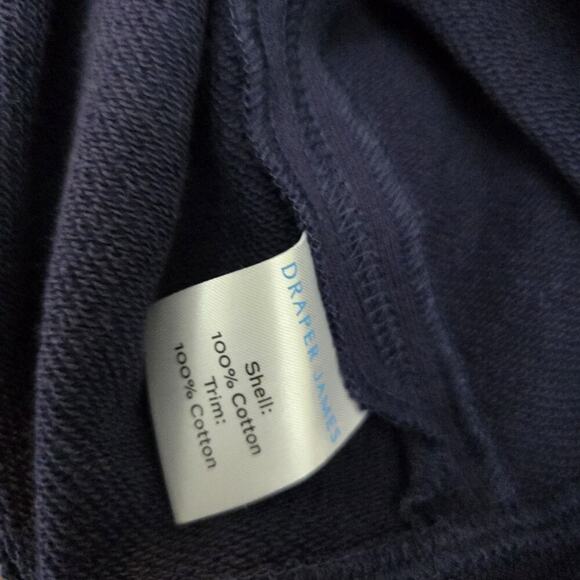 DRAPER JAMES
Shell:
100% Cotton
Trim:
100% Cotton